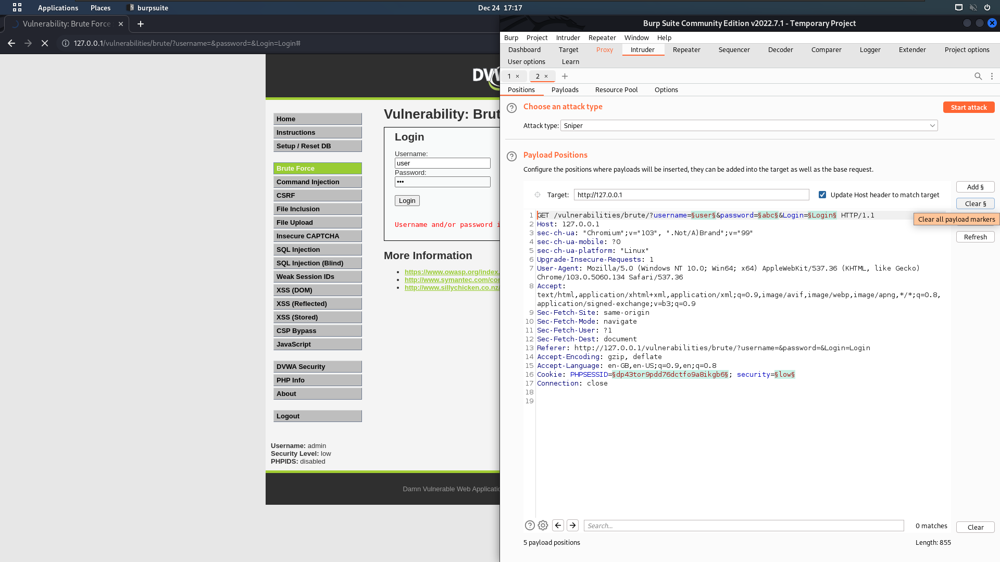 Applications Places burpsuite Dec 24 17:17
Vulnerability: Brute Force
127.0.0.1/vulnerabilities/brute/?username=&password=&Login=Login#
DVWA
Home
Instructions
Setup / Reset DB
Brute Force
Command Injection
CSRF
File Inclusion
File Upload
Insecure CAPTCHA
SQL Injection
SQL Injection (Blind)
Weak Session IDs
XSS (DOM)
XSS (Reflected)
XSS (Stored)
CSP Bypass
JavaScript
DVWA Security
PHP Info
About
Logout
Username: admin
Security Level: low
PHPIDS: disabled
Vulnerability: Brut
Login
Username:
user
Password:
•••
Login
Username and/or password i
More Information
https://www.owasp.org/index.
http://www.symantec.com/con
http://www.sillychicken.co.nz/
Damn Vulnerable Web Applicatio
Burp Suite Community Edition v2022.7.1 - Temporary Project
Burp Project Intruder Repeater Window Help
Dashboard Target Proxy Intruder Repeater Sequencer Decoder Comparer Logger Extender Project options
User options Learn
1 × 2 × +
Positions Payloads Resource Pool Options
Choose an attack type
Start attack
Attack type: Sniper
Payload Positions
Configure the positions where payloads will be inserted, they can be added into the target as well as the base request.
Target: http://127.0.0.1 Update Host header to match target
Add §
Clear §
Clear all payload markers
Refresh
1 GET /vulnerabilities/brute/?username=§user§&password=§abc§&Login=§Login§ HTTP/1.1
2 Host: 127.0.0.1
3 sec-ch-ua: "Chromium";v="103", ".Not/A)Brand";v="99"
4 sec-ch-ua-mobile: ?0
5 sec-ch-ua-platform: "Linux"
6 Upgrade-Insecure-Requests: 1
7 User-Agent: Mozilla/5.0 (Windows NT 10.0; Win64; x64) AppleWebKit/537.36 (KHTML, like Gecko)
Chrome/103.0.5060.134 Safari/537.36
8 Accept:
text/html,application/xhtml+xml,application/xml;q=0.9,image/avif,image/webp,image/apng,*/*;q=0.8,
application/signed-exchange;v=b3;q=0.9
9 Sec-Fetch-Site: same-origin
10 Sec-Fetch-Mode: navigate
11 Sec-Fetch-User: ?1
12 Sec-Fetch-Dest: document
13 Referer: http://127.0.0.1/vulnerabilities/brute/?username=&password=&Login=Login
14 Accept-Encoding: gzip, deflate
15 Accept-Language: en-GB,en-US;q=0.9,en;q=0.8
16 Cookie: PHPSESSID=§dp43tor9pdd76dctfo9a8ikgb6§; security=§low§
17 Connection: close
18
19
Search... 0 matches Clear
5 payload positions Length: 855